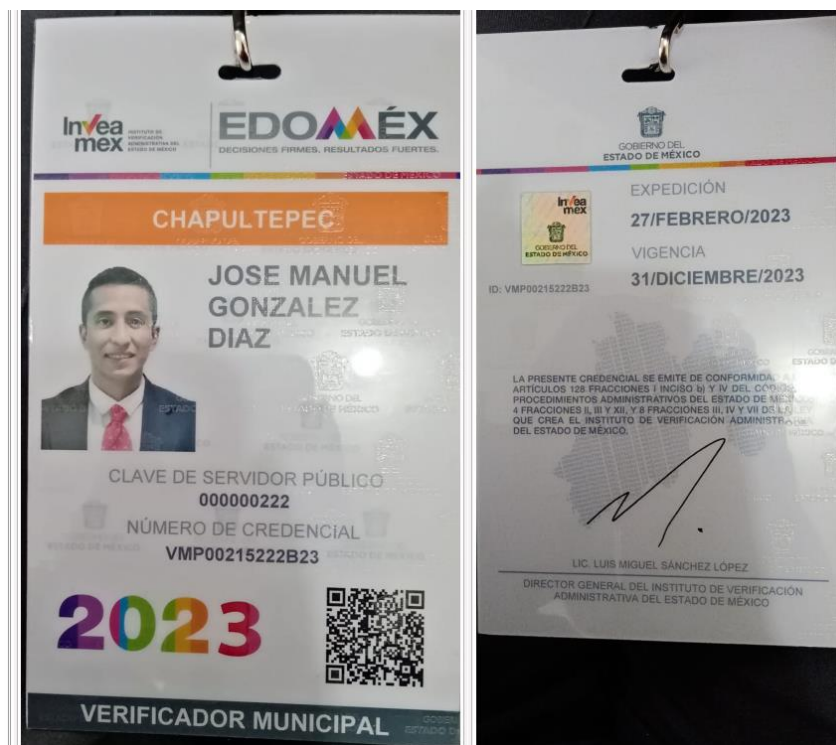 Invea
mex
INSTITUTO DE
VERIFICACIÓN
ADMINISTRATIVA DEL
ESTADO DE MÉXICO
EDOMÉX
DECISIONES FIRMES, RESULTADOS FUERTES.
CHAPULTEPEC
JOSE MANUEL
GONZALEZ
DIAZ
CLAVE DE SERVIDOR PÚBLICO
000000222
NÚMERO DE CREDENCIAL
VMP00215222B23
2023
VERIFICADOR MUNICIPAL
GOBIERNO DEL
ESTADO DE MÉXICO
Invea
mex
GOBIERNO DEL
ESTADO DE MÉXICO
EXPEDICIÓN
27/FEBRERO/2023
VIGENCIA
31/DICIEMBRE/2023
ID: VMP00215222B23
LA PRESENTE CREDENCIAL SE EMITE DE CONFORMIDAD A
ARTÍCULOS 128 FRACCIONES I INCISO b) Y IV DEL CÓDIGO
PROCEDIMIENTOS ADMINISTRATIVOS DEL ESTADO DE MÉXICO,
4 FRACCIONES II, III Y XII, Y 8 FRACCIONES III, IV Y VII DE LA LEY
QUE CREA EL INSTITUTO DE VERIFICACIÓN ADMINISTRATIVA
DEL ESTADO DE MÉXICO.
LIC. LUIS MIGUEL SÁNCHEZ LÓPEZ
DIRECTOR GENERAL DEL INSTITUTO DE VERIFICACIÓN
ADMINISTRATIVA DEL ESTADO DE MÉXICO